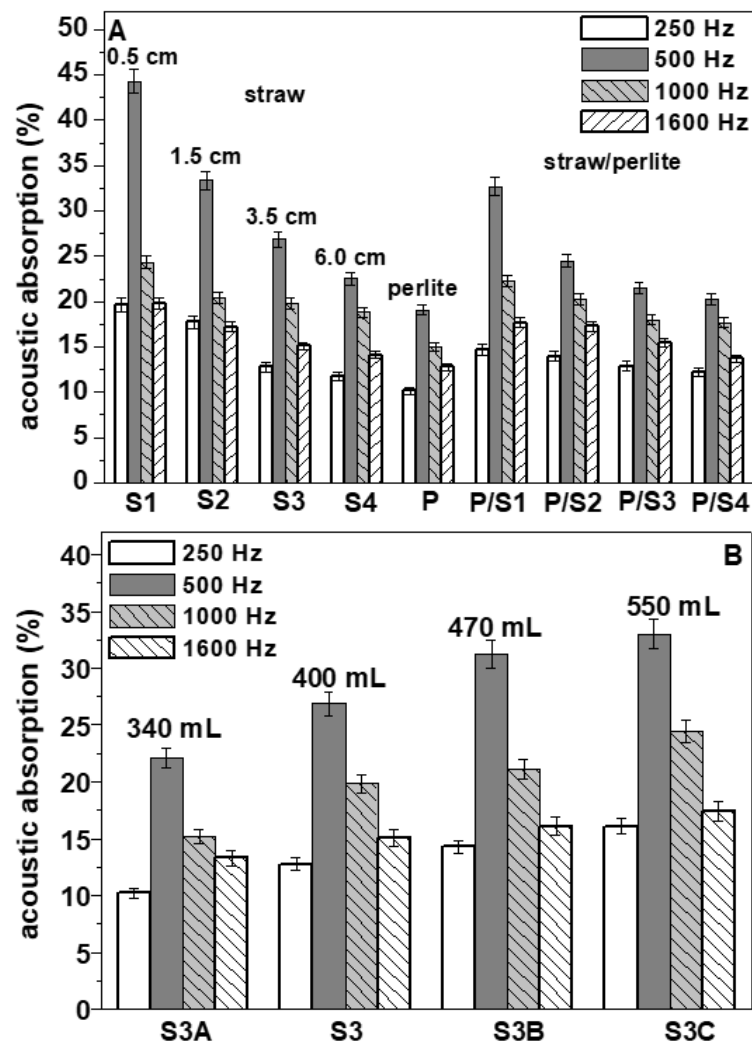 A
50
45
40
35
30
25
20
15
10
5
0
acoustic absorption (%)
250 Hz
500 Hz
1000 Hz
1600 Hz
0.5 cm
straw
1.5 cm
straw/perlite
3.5 cm
6.0 cm
perlite
S1 S2 S3 S4 P P/S1 P/S2 P/S3 P/S4
B
40
35
30
25
20
15
10
5
0
acoustic absorption (%)
250 Hz
500 Hz
1000 Hz
1600 Hz
340 mL
400 mL
470 mL
550 mL
S3A S3 S3B S3C